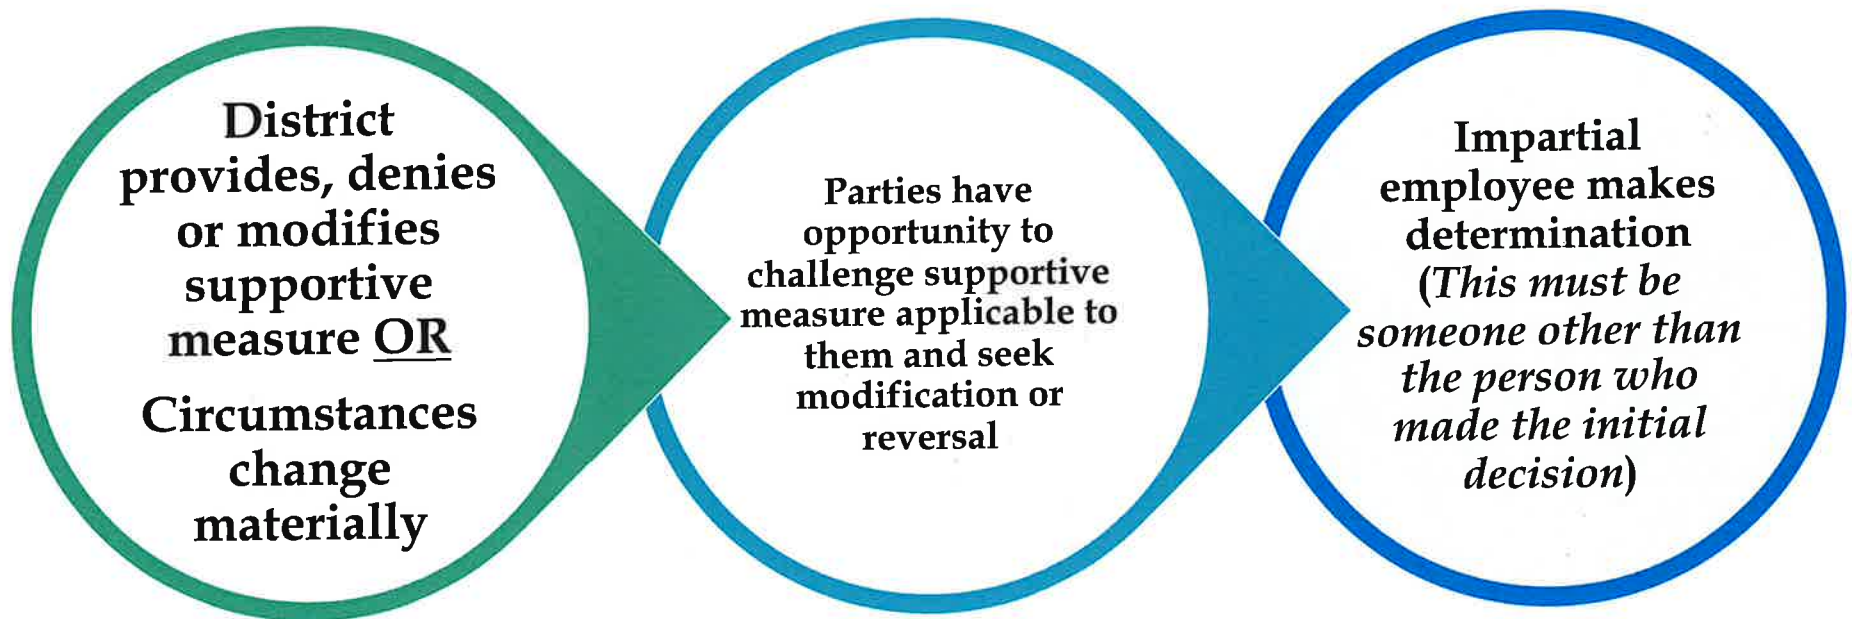 District
provides, denies
or modifies
supportive
measure OR
Circumstances
change
materially
Parties have
opportunity to
challenge supportive
measure applicable to
them and seek
modification or
reversal
Impartial
employee makes
determination
(This must be
someone other than
the person who
made the initial
decision)